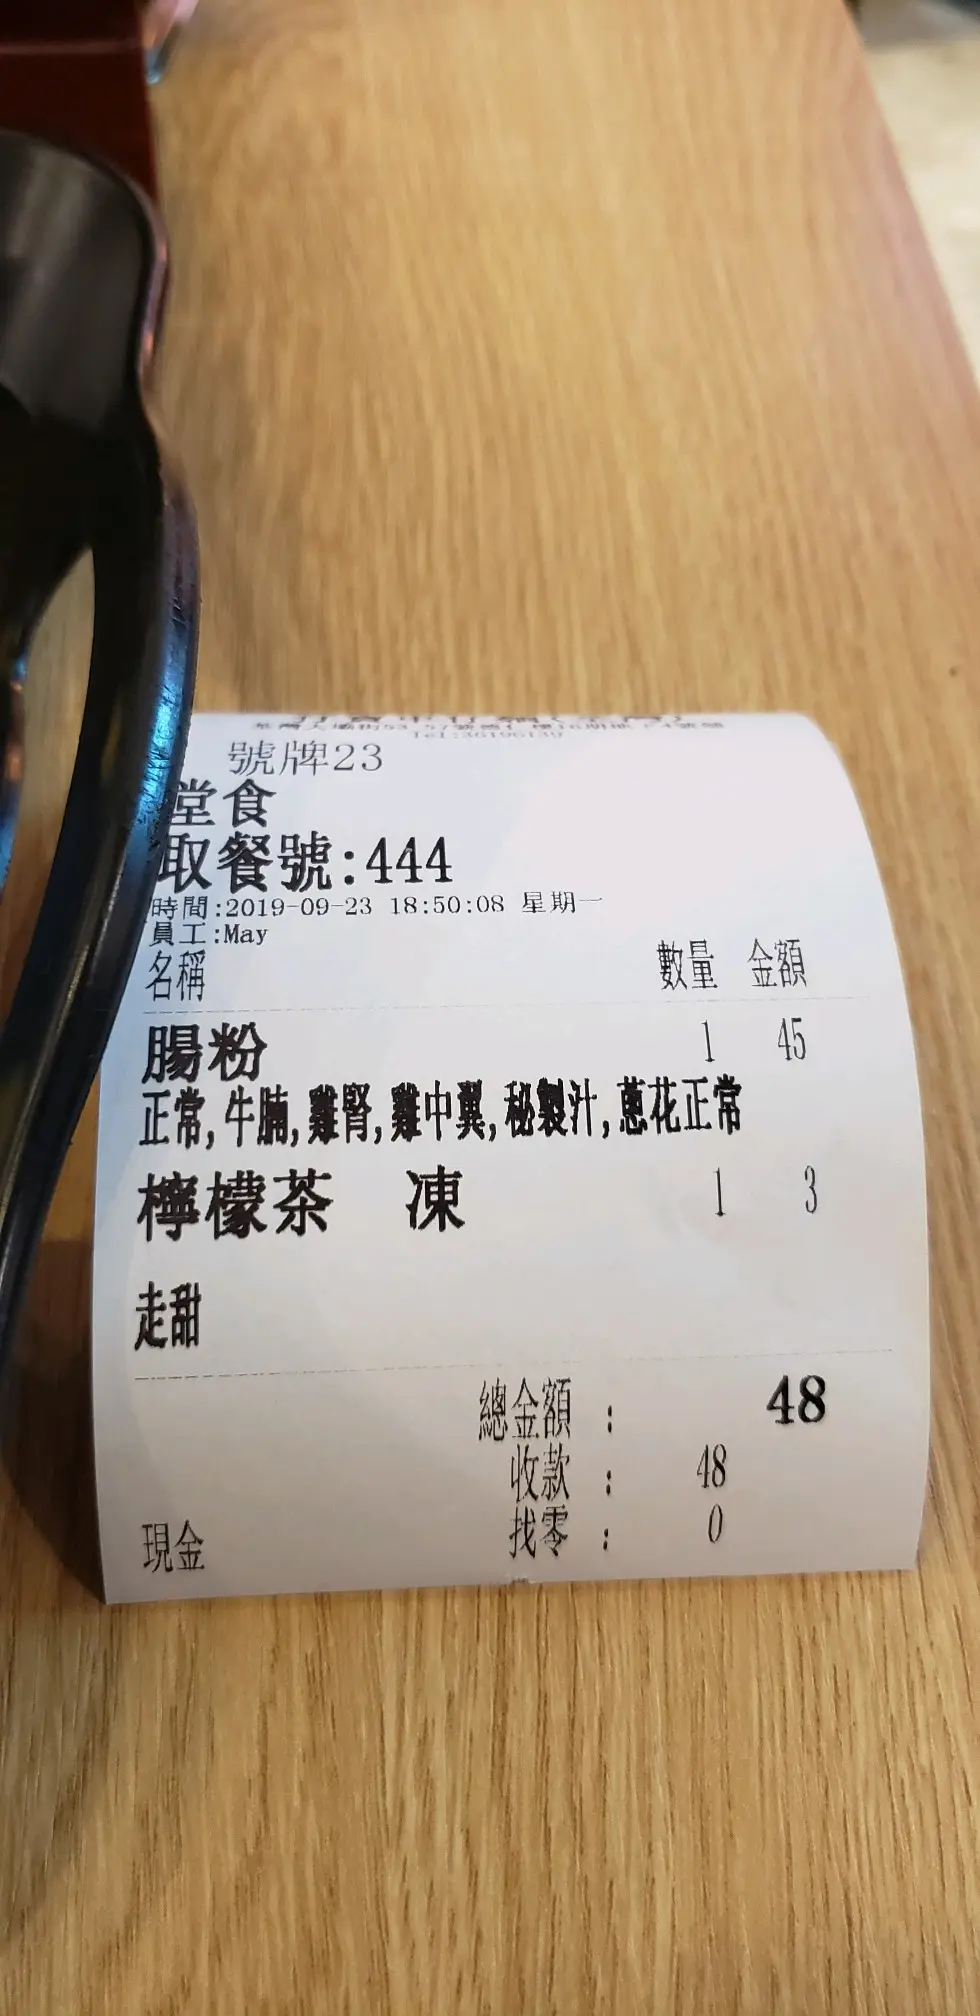 Tel:36196139
號牌23
堂食
取餐號:444
時間:2019-09-23 18:50:08 星期一
員工:May
名稱 數量 金額
腸粉 1 45
正常,牛腩,雞腎,雞中翼,秘製汁,蔥花正常
檸檬茶 凍 1 3
走甜
總金額 : 48
收款 : 48
現金 找零 : 0